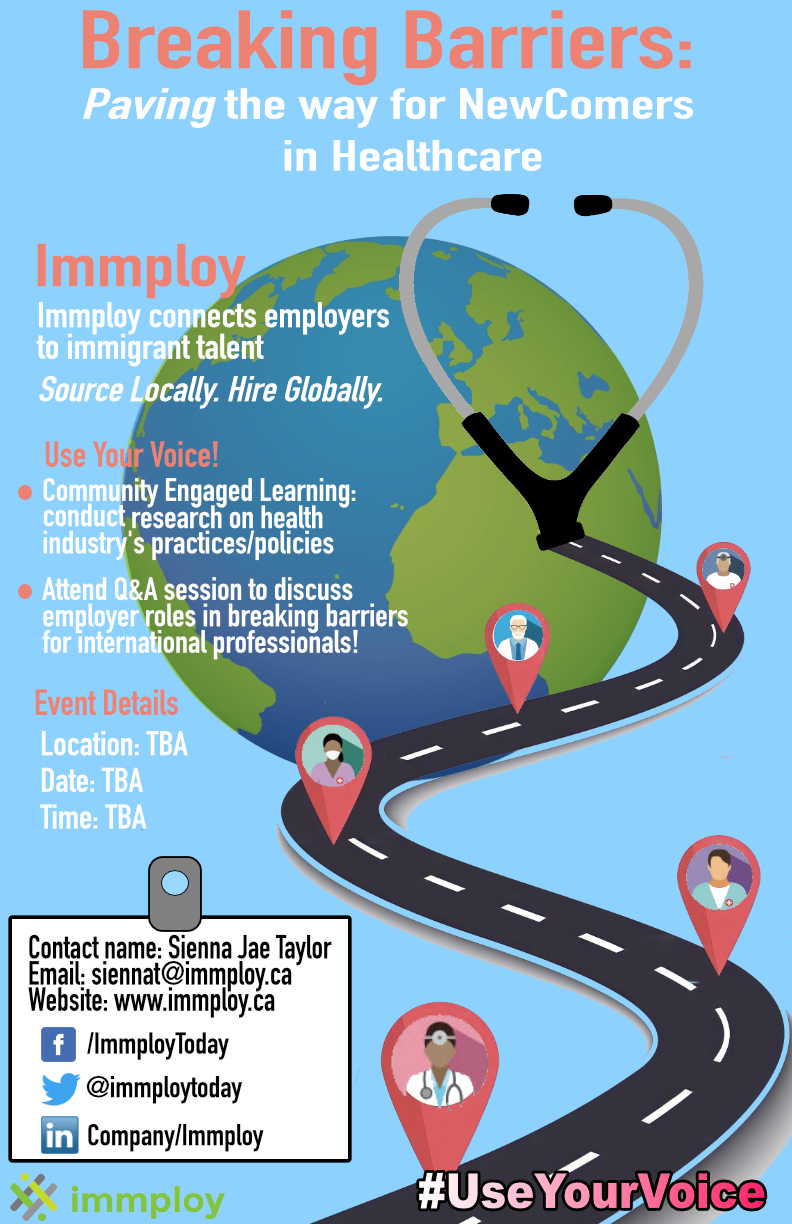 Breaking Barriers:
Paving the way for NewComers
in Healthcare
Immploy
Immploy connects employers
to immigrant talent
Source Locally. Hire Globally.
Use Your Voice!
Community Engaged Learning:
conduct research on health
industry's practices/policies
Attend Q&A session to discuss
employer roles in breaking barriers
for international professionals!
Event Details
Location: TBA
Date: TBA
Time: TBA
Contact name: Sienna Jae Taylor
Email: siennat@immploy.ca
Website: www.immploy.ca
f /ImmployToday
@immploytoday
in Company/Immploy
immploy
#UseYourVoice